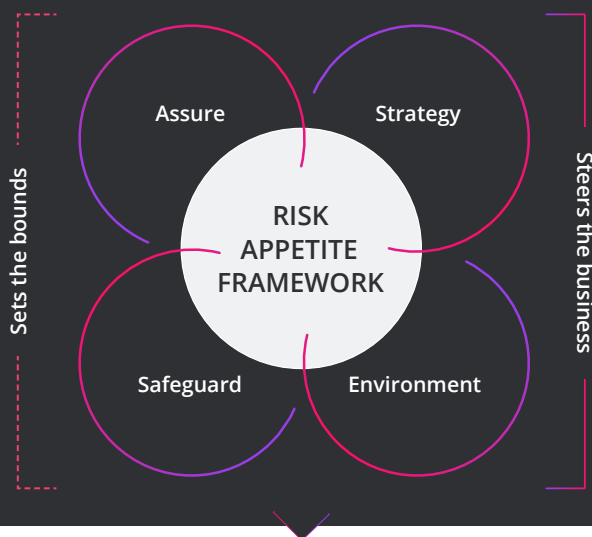 Assure
Strategy
Sets the bounds
RISK
APPETITE
FRAMEWORK
Steers the business
Safeguard
Environment